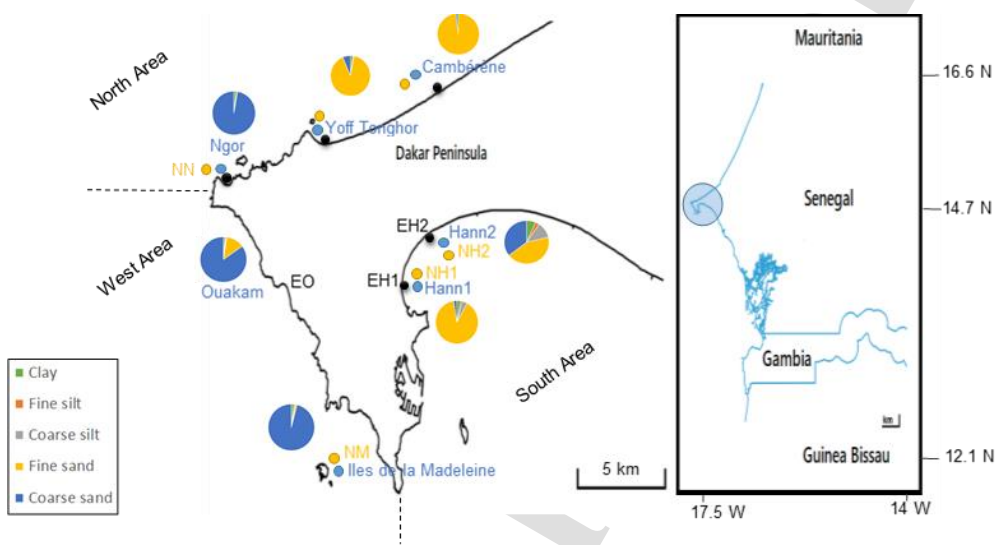 North Area
Cambérène
Yoff Tonghor
Ngor
NN
Dakar Peninsula
West Area
EH2
Hann2
NH2
Ouakam
EO
EH1
NH1
Hann1
South Area
Clay
Fine silt
Coarse silt
Fine sand
Coarse sand
NM
Iles de la Madeleine
5 km
Mauritania
16.6 N
Senegal
14.7 N
Gambia
km
Guinea Bissau
12.1 N
17.5 W
14 W